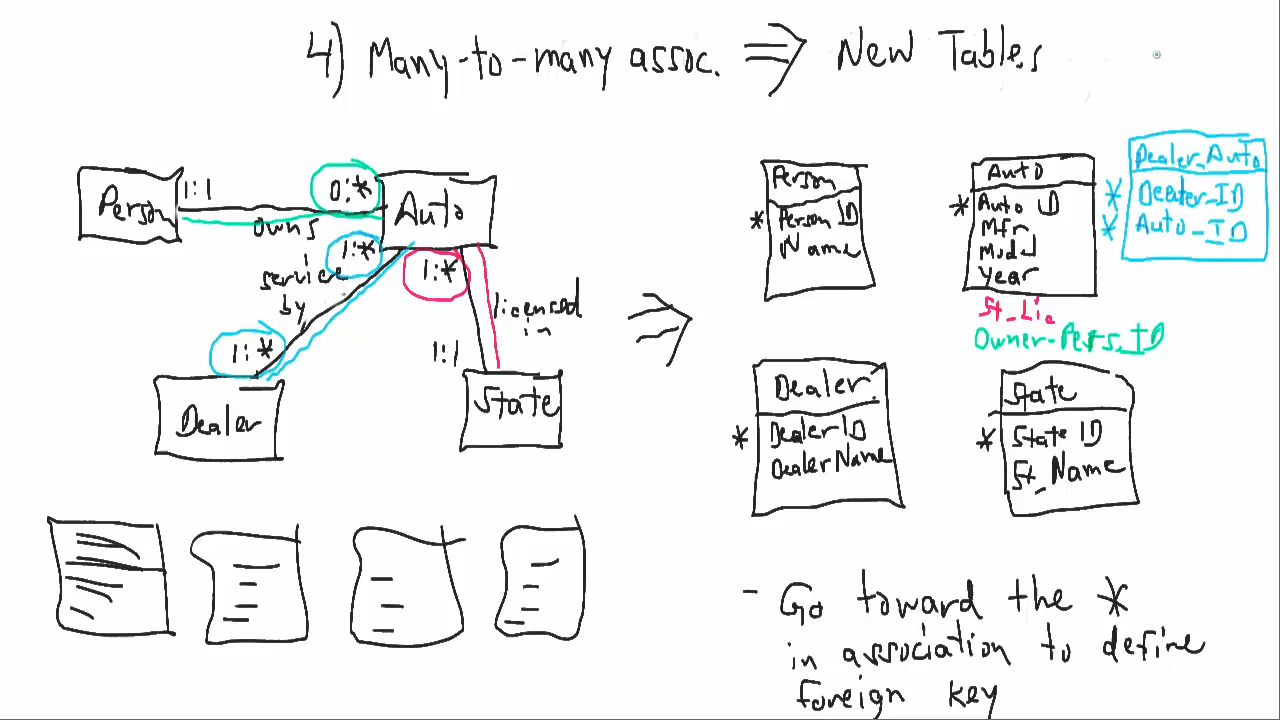 4) Many-to-many assoc. ⇒ New Tables
Person
1:1
0:*
Auto
owns
1:*
service
by
1:*
licensed
in
1:*
1:1
Dealer
State
Person
* Person ID
Name
Auto
* Auto ID
Mfr
Model
Year
St_Lic
Owner-Pers_ID
Dealer_Auto
* Dealer_ID
* Auto_ID
Dealer
* Dealer ID
Dealer Name
State
* State ID
St_Name
- Go toward the *
in association to define
foreign key